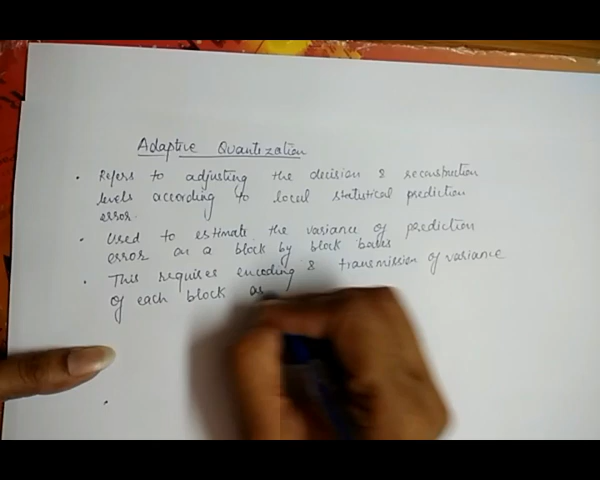 Adaptive Quantization
• Refers to adjusting the decision & reconstruction
levels according to local statistical prediction
error.
• Used to estimate the variance of prediction
error on a block by block basis
• This requires encoding & transmission of variance
of each block as